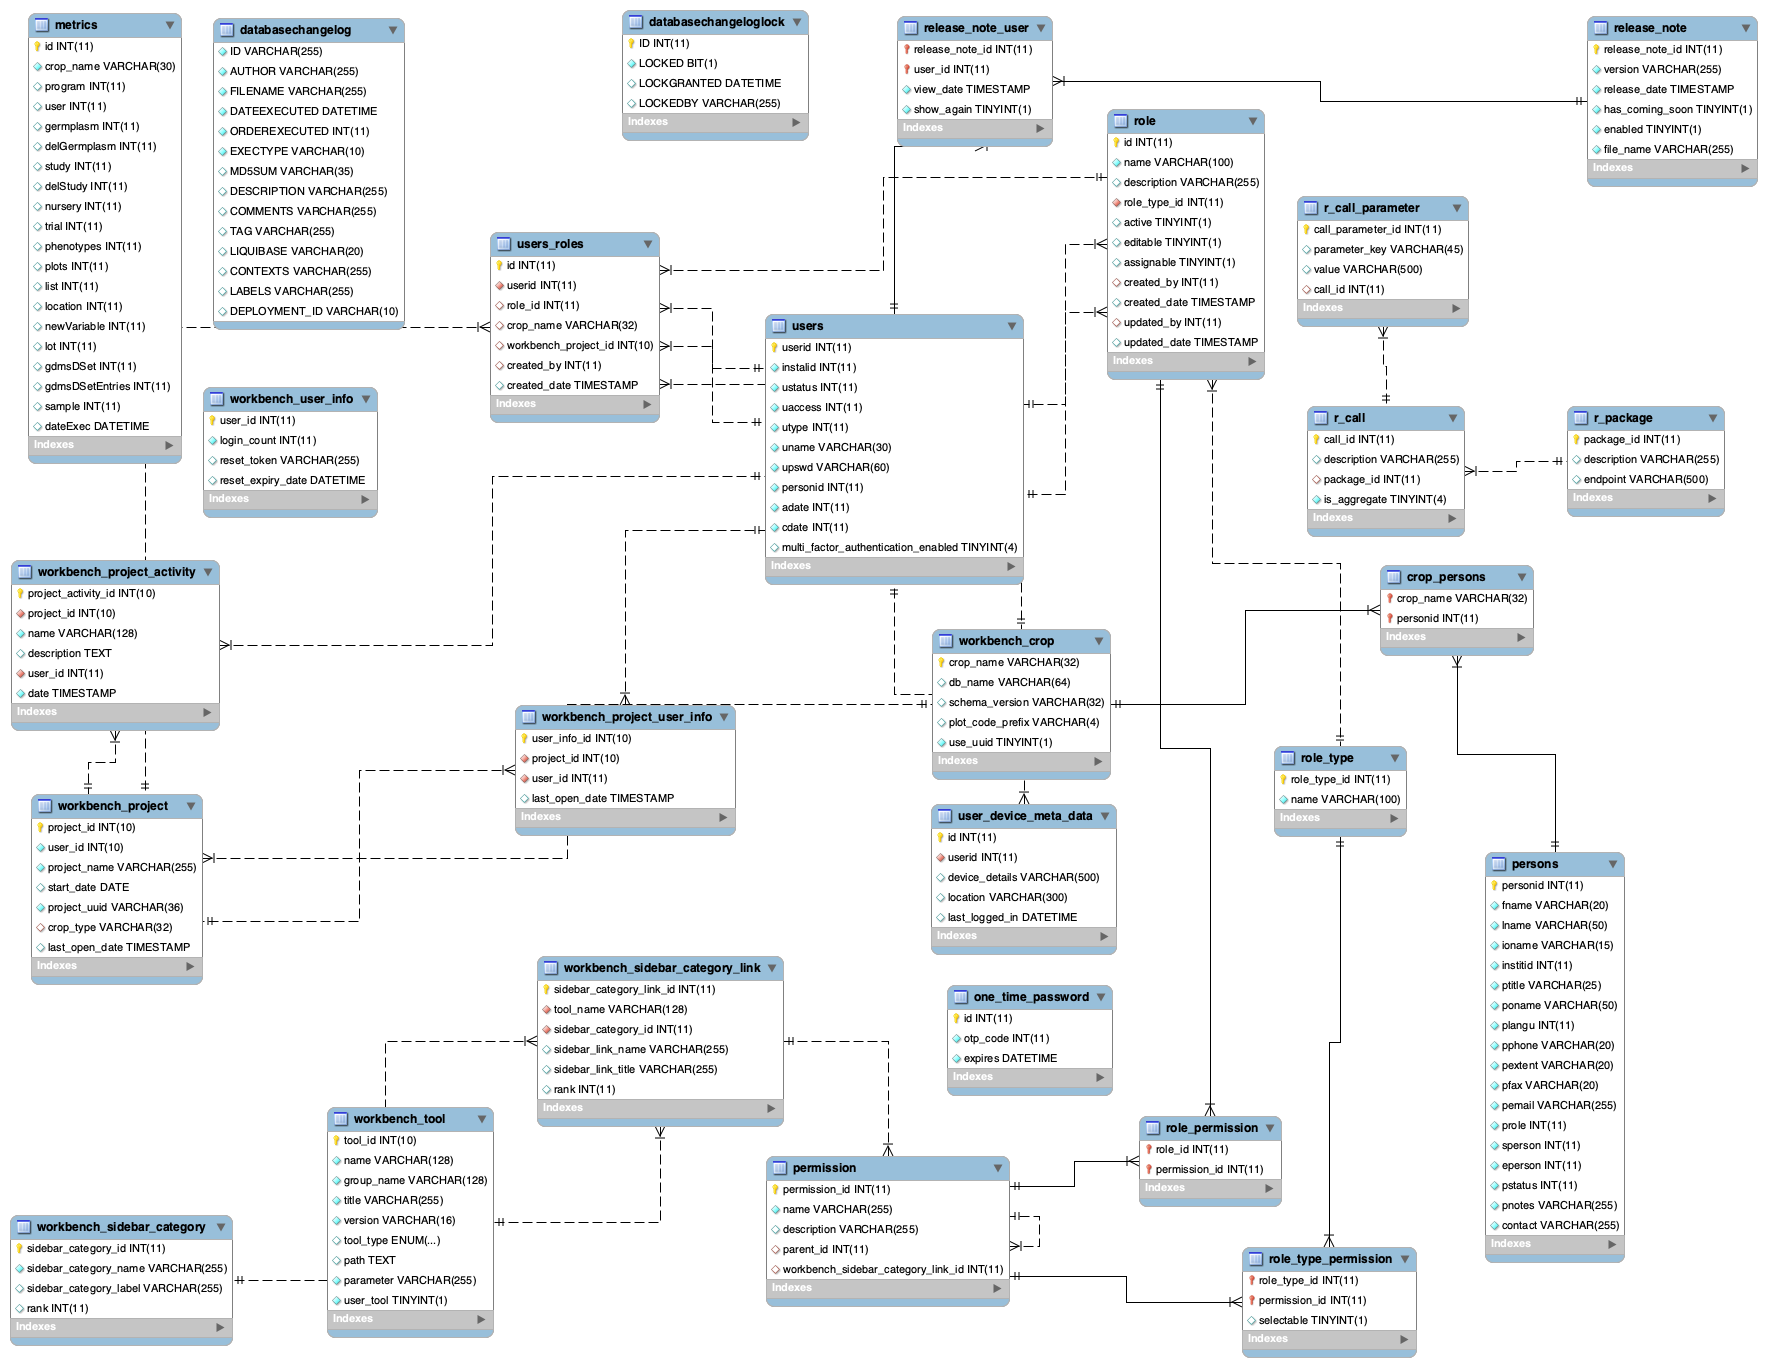 metrics
id INT(11)
crop_name VARCHAR(30)
program INT(11)
user INT(11)
germplasm INT(11)
delGermplasm INT(11)
study INT(11)
delStudy INT(11)
nursery INT(11)
trial INT(11)
phenotypes INT(11)
plots INT(11)
list INT(11)
location INT(11)
newVariable INT(11)
lot INT(11)
gdmsDSet INT(11)
gdmsDSetEntries INT(11)
sample INT(11)
dateExec DATETIME
Indexes
databasechangelog
ID VARCHAR(255)
AUTHOR VARCHAR(255)
FILENAME VARCHAR(255)
DATEEXECUTED DATETIME
ORDEREXECUTED INT(11)
EXECTYPE VARCHAR(10)
MD5SUM VARCHAR(35)
DESCRIPTION VARCHAR(255)
COMMENTS VARCHAR(255)
TAG VARCHAR(255)
LIQUIBASE VARCHAR(20)
CONTEXTS VARCHAR(255)
LABELS VARCHAR(255)
DEPLOYMENT_ID VARCHAR(10)
databasechangeloglock
ID INT(11)
LOCKED BIT(1)
LOCKGRANTED DATETIME
LOCKEDBY VARCHAR(255)
Indexes
release_note_user
release_note_id INT(11)
user_id INT(11)
view_date TIMESTAMP
show_again TINYINT(1)
Indexes
release_note
release_note_id INT(11)
version VARCHAR(255)
release_date TIMESTAMP
has_coming_soon TINYINT(1)
enabled TINYINT(1)
file_name VARCHAR(255)
Indexes
role
id INT(11)
name VARCHAR(100)
description VARCHAR(255)
role_type_id INT(11)
active TINYINT(1)
editable TINYINT(1)
assignable TINYINT(1)
created_by INT(11)
created_date TIMESTAMP
updated_by INT(11)
updated_date TIMESTAMP
Indexes
r_call_parameter
call_parameter_id INT(11)
parameter_key VARCHAR(45)
value VARCHAR(500)
call_id INT(11)
Indexes
users_roles
id INT(11)
userid INT(11)
role_id INT(11)
crop_name VARCHAR(32)
workbench_project_id INT(10)
created_by INT(11)
created_date TIMESTAMP
Indexes
users
userid INT(11)
instalid INT(11)
ustatus INT(11)
uaccess INT(11)
utype INT(11)
uname VARCHAR(30)
upswd VARCHAR(60)
personid INT(11)
adate INT(11)
cdate INT(11)
multi_factor_authentication_enabled TINYINT(4)
Indexes
workbench_user_info
user_id INT(11)
login_count INT(11)
reset_token VARCHAR(255)
reset_expiry_date DATETIME
Indexes
r_call
call_id INT(11)
description VARCHAR(255)
package_id INT(11)
is_aggregate TINYINT(4)
Indexes
r_package
package_id INT(11)
description VARCHAR(255)
endpoint VARCHAR(500)
Indexes
workbench_project_activity
project_activity_id INT(10)
project_id INT(10)
name VARCHAR(128)
description TEXT
user_id INT(11)
date TIMESTAMP
Indexes
crop_persons
crop_name VARCHAR(32)
personid INT(11)
Indexes
workbench_crop
crop_name VARCHAR(32)
db_name VARCHAR(64)
schema_version VARCHAR(32)
plot_code_prefix VARCHAR(4)
use_uuid TINYINT(1)
Indexes
workbench_project_user_info
user_info_id INT(10)
project_id INT(10)
user_id INT(11)
last_open_date TIMESTAMP
Indexes
role_type
role_type_id INT(11)
name VARCHAR(100)
Indexes
workbench_project
project_id INT(10)
user_id INT(10)
project_name VARCHAR(255)
start_date DATE
project_uuid VARCHAR(36)
crop_type VARCHAR(32)
last_open_date TIMESTAMP
Indexes
user_device_meta_data
id INT(11)
userid INT(11)
device_details VARCHAR(500)
location VARCHAR(300)
last_logged_in DATETIME
Indexes
persons
personid INT(11)
fname VARCHAR(20)
lname VARCHAR(50)
ioname VARCHAR(15)
institid INT(11)
ptitle VARCHAR(25)
poname VARCHAR(50)
plangu INT(11)
pphone VARCHAR(20)
pextent VARCHAR(20)
pfax VARCHAR(20)
pemail VARCHAR(255)
prole INT(11)
sperson INT(11)
eperson INT(11)
pstatus INT(11)
pnotes VARCHAR(255)
contact VARCHAR(255)
Indexes
workbench_sidebar_category_link
sidebar_category_link_id INT(11)
tool_name VARCHAR(128)
sidebar_category_id INT(11)
sidebar_link_name VARCHAR(255)
sidebar_link_title VARCHAR(255)
rank INT(11)
Indexes
one_time_password
id INT(11)
otp_code INT(11)
expires DATETIME
Indexes
workbench_tool
tool_id INT(10)
name VARCHAR(128)
group_name VARCHAR(128)
title VARCHAR(255)
version VARCHAR(16)
tool_type ENUM(...)
path TEXT
parameter VARCHAR(255)
user_tool TINYINT(1)
Indexes
role_permission
role_id INT(11)
permission_id INT(11)
Indexes
permission
permission_id INT(11)
name VARCHAR(255)
description VARCHAR(255)
parent_id INT(11)
workbench_sidebar_category_link_id INT(11)
Indexes
workbench_sidebar_category
sidebar_category_id INT(11)
sidebar_category_name VARCHAR(255)
sidebar_category_label VARCHAR(255)
rank INT(11)
Indexes
role_type_permission
role_type_id INT(11)
permission_id INT(11)
selectable TINYINT(1)
Indexes